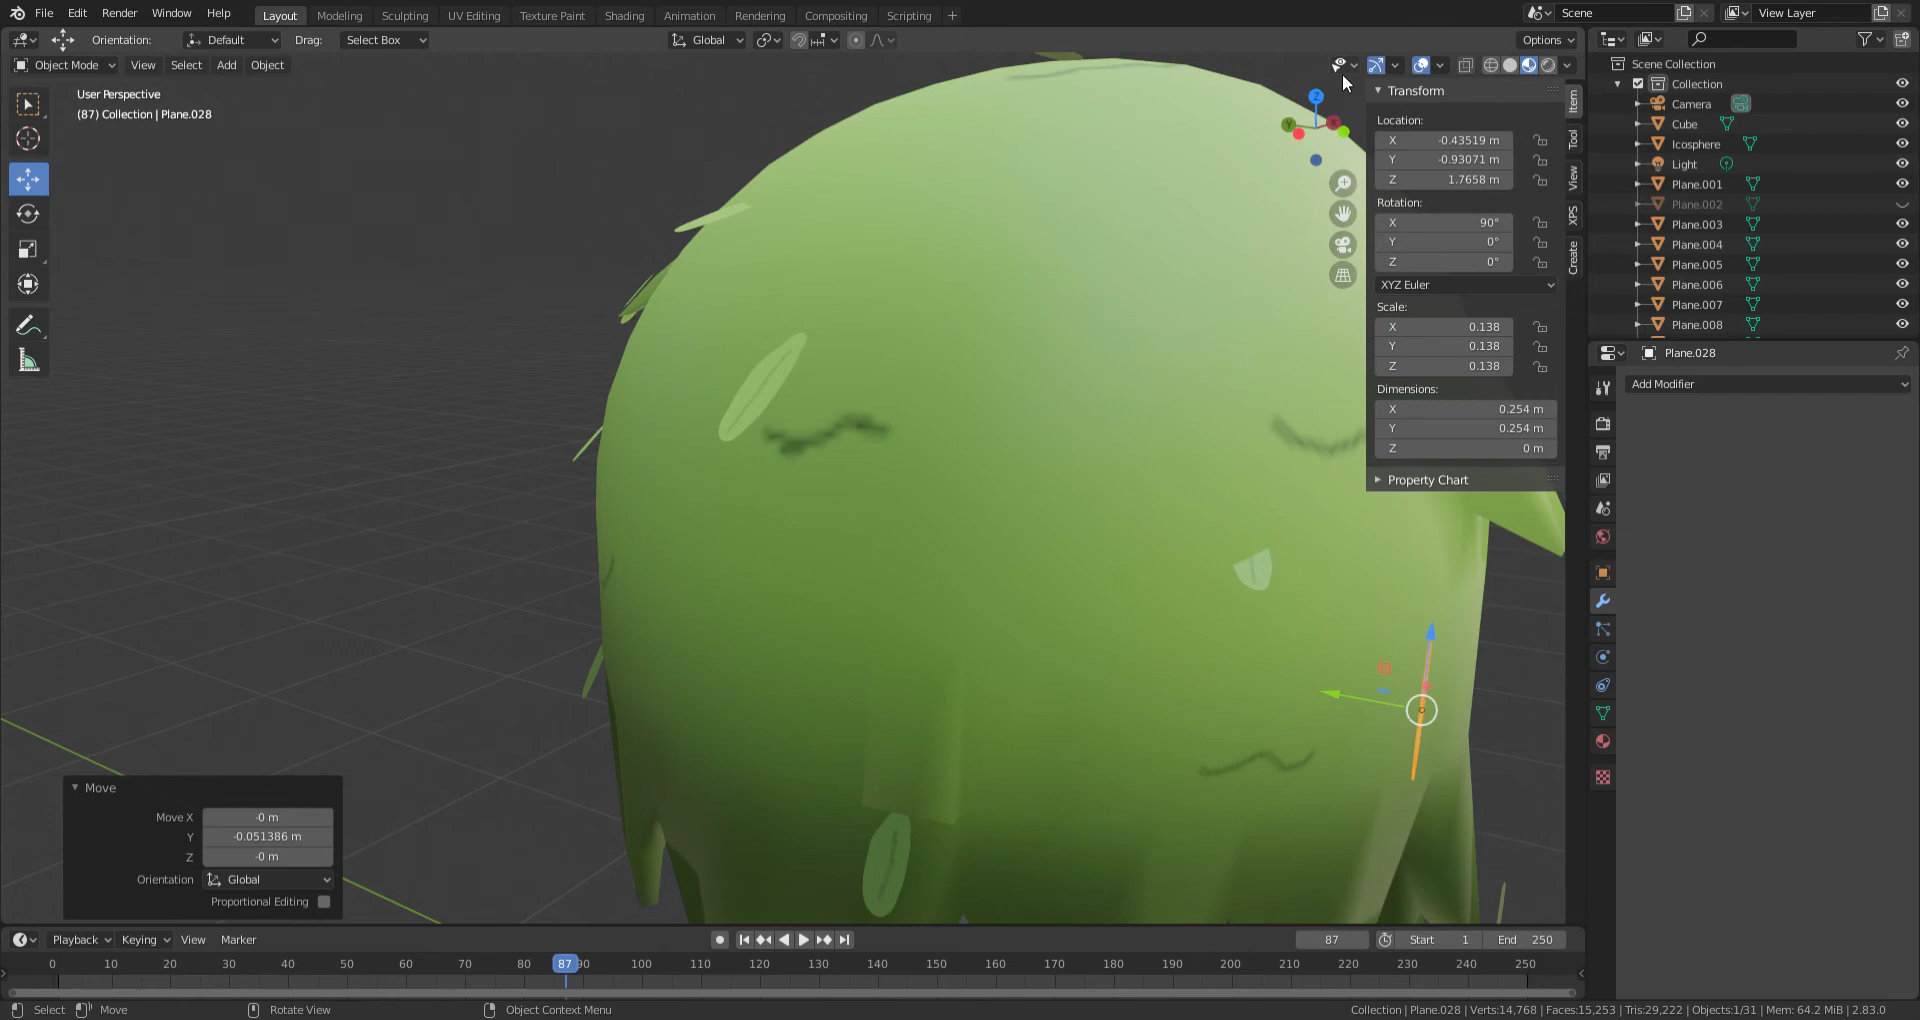 File Edit Render Window Help Layout Modeling Sculpting UV Editing Texture Paint Shading Animation Rendering Compositing Scripting + Scene View Layer
Orientation: Default Drag: Select Box Global Options
Object Mode View Select Add Object
User Perspective
(87) Collection | Plane.028
Z
Y
X
Transform
Location:
X -0.43519 m
Y -0.93071 m
Z 1.7658 m
Rotation:
X 90°
Y 0°
Z 0°
XYZ Euler
Scale:
X 0.138
Y 0.138
Z 0.138
Dimensions:
X 0.254 m
Y 0.254 m
Z 0 m
Property Chart
Item
Tool
View
XPS
Create
Scene Collection
Collection
Camera
Cube
Icosphere
Light
Plane.001
Plane.002
Plane.003
Plane.004
Plane.005
Plane.006
Plane.007
Plane.008
Plane.028
Add Modifier
Move
Move X -0 m
Y -0.051386 m
Z -0 m
Orientation Global
Proportional Editing
Playback Keying View Marker 87 Start 1 End 250
0 10 20 30 40 50 60 70 80 87 90 100 110 120 130 140 150 160 170 180 190 200 210 220 230 240 250
Select Move Rotate View Object Context Menu Collection | Plane.028 | Verts:14,768 | Faces:15,253 | Tris:29,222 | Objects:1/31 | Mem: 64.2 MiB | 2.83.0